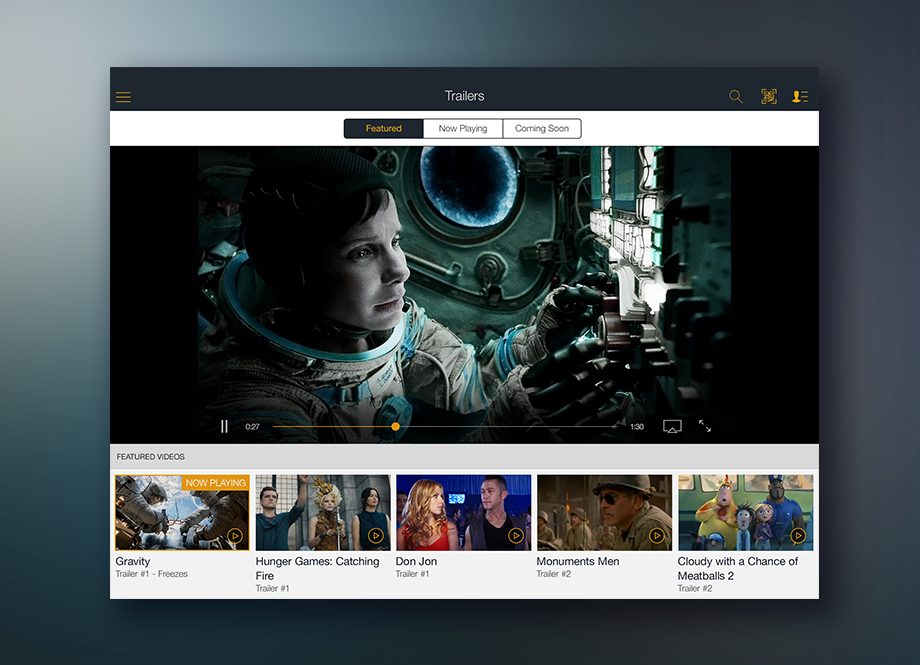 Trailers
Featured
Now Playing
Coming Soon
0:27
1:30
FEATURED VIDEOS
NOW PLAYING
Gravity
Trailer #1 - Freezes
Hunger Games: Catching
Fire
Trailer #1
Don Jon
Trailer #1
Monuments Men
Trailer #2
Cloudy with a Chance of
Meatballs 2
Trailer #2